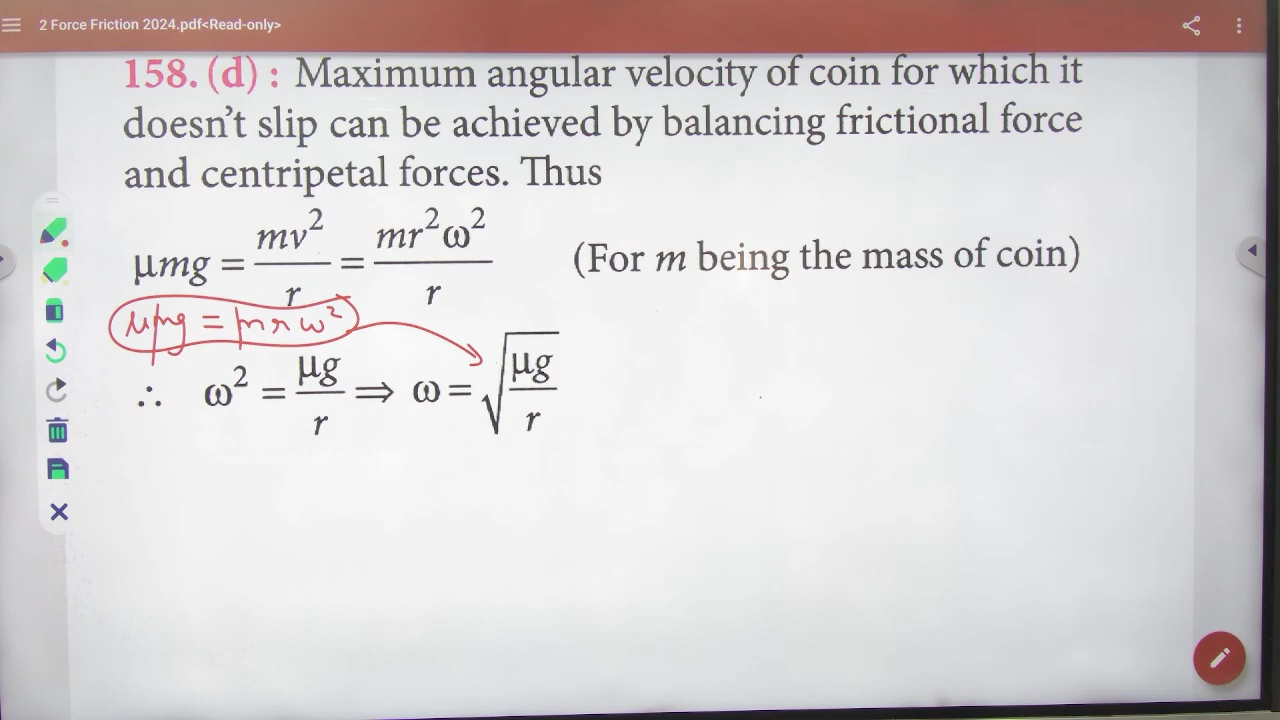 2 Force Friction 2024.pdf<Read-only>
158. (d) : Maximum angular velocity of coin for which it
doesn't slip can be achieved by balancing frictional force
and centripetal forces. Thus
μmg = mv²/r = mr²ω²/r (For m being the mass of coin)
μmg = mrω²
∴ ω² = μg/r ⇒ ω = √(μg/r)